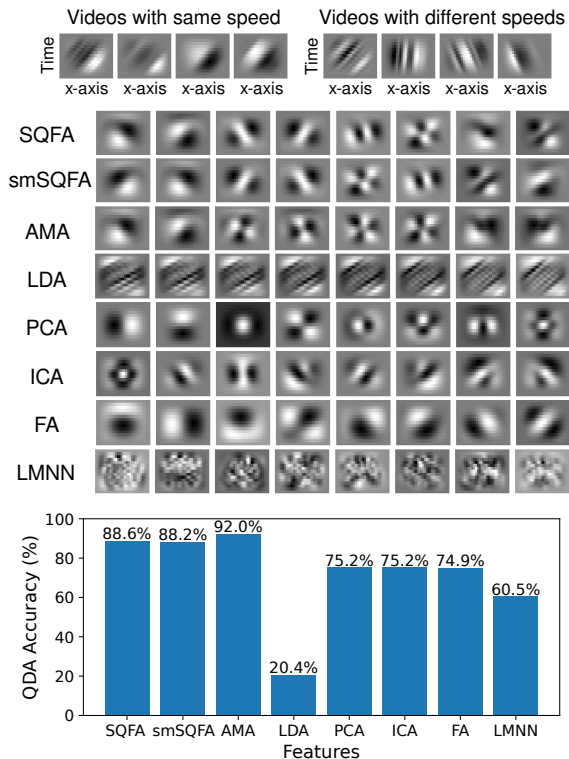 Videos with same speed Videos with different speeds
Time Time
x-axis x-axis x-axis x-axis x-axis x-axis x-axis x-axis
SQFA
smSQFA
AMA
LDA
PCA
ICA
FA
LMNN
100
80
60
40
20
0
QDA Accuracy (%)
88.6% 88.2% 92.0% 20.4% 75.2% 75.2% 74.9% 60.5%
SQFA smSQFA AMA LDA PCA ICA FA LMNN
Features